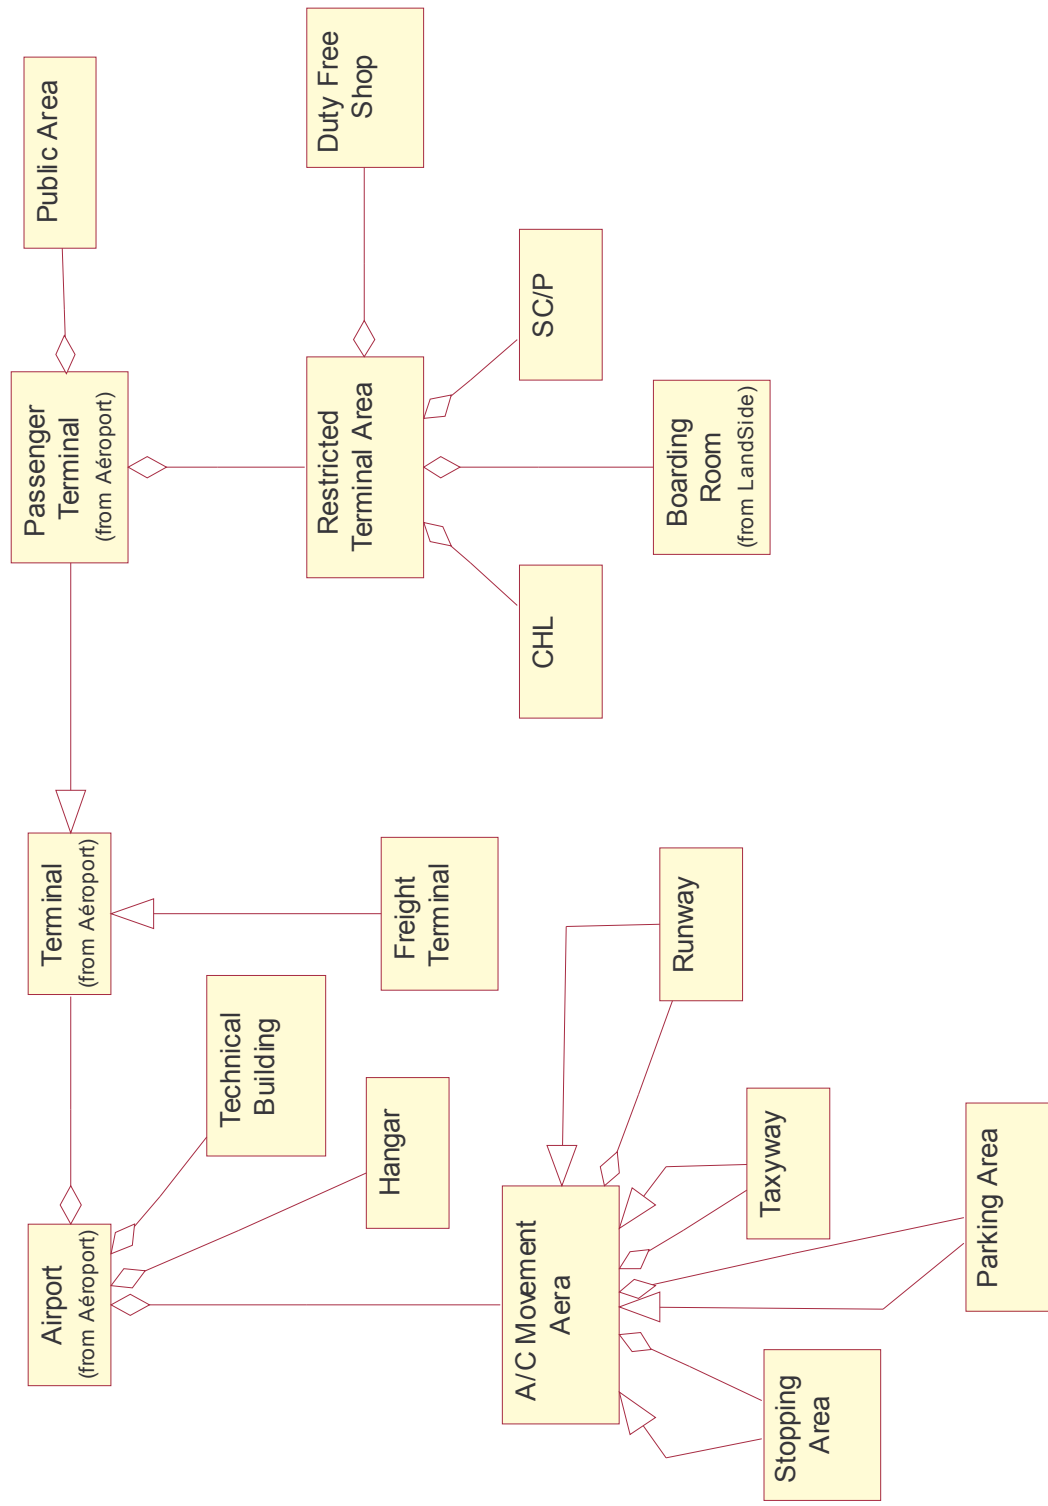 Airport
(from Aéroport)
Terminal
(from Aéroport)
Passenger
Terminal
(from Aéroport)
Public Area
Technical
Building
Restricted
Terminal Area
Duty Free
Shop
Hangar
Freight
Terminal
A/C Movement
Aera
CHL
SC/P
Boarding
Room
(from LandSide)
Runway
Taxyway
Stopping
Area
Parking Area